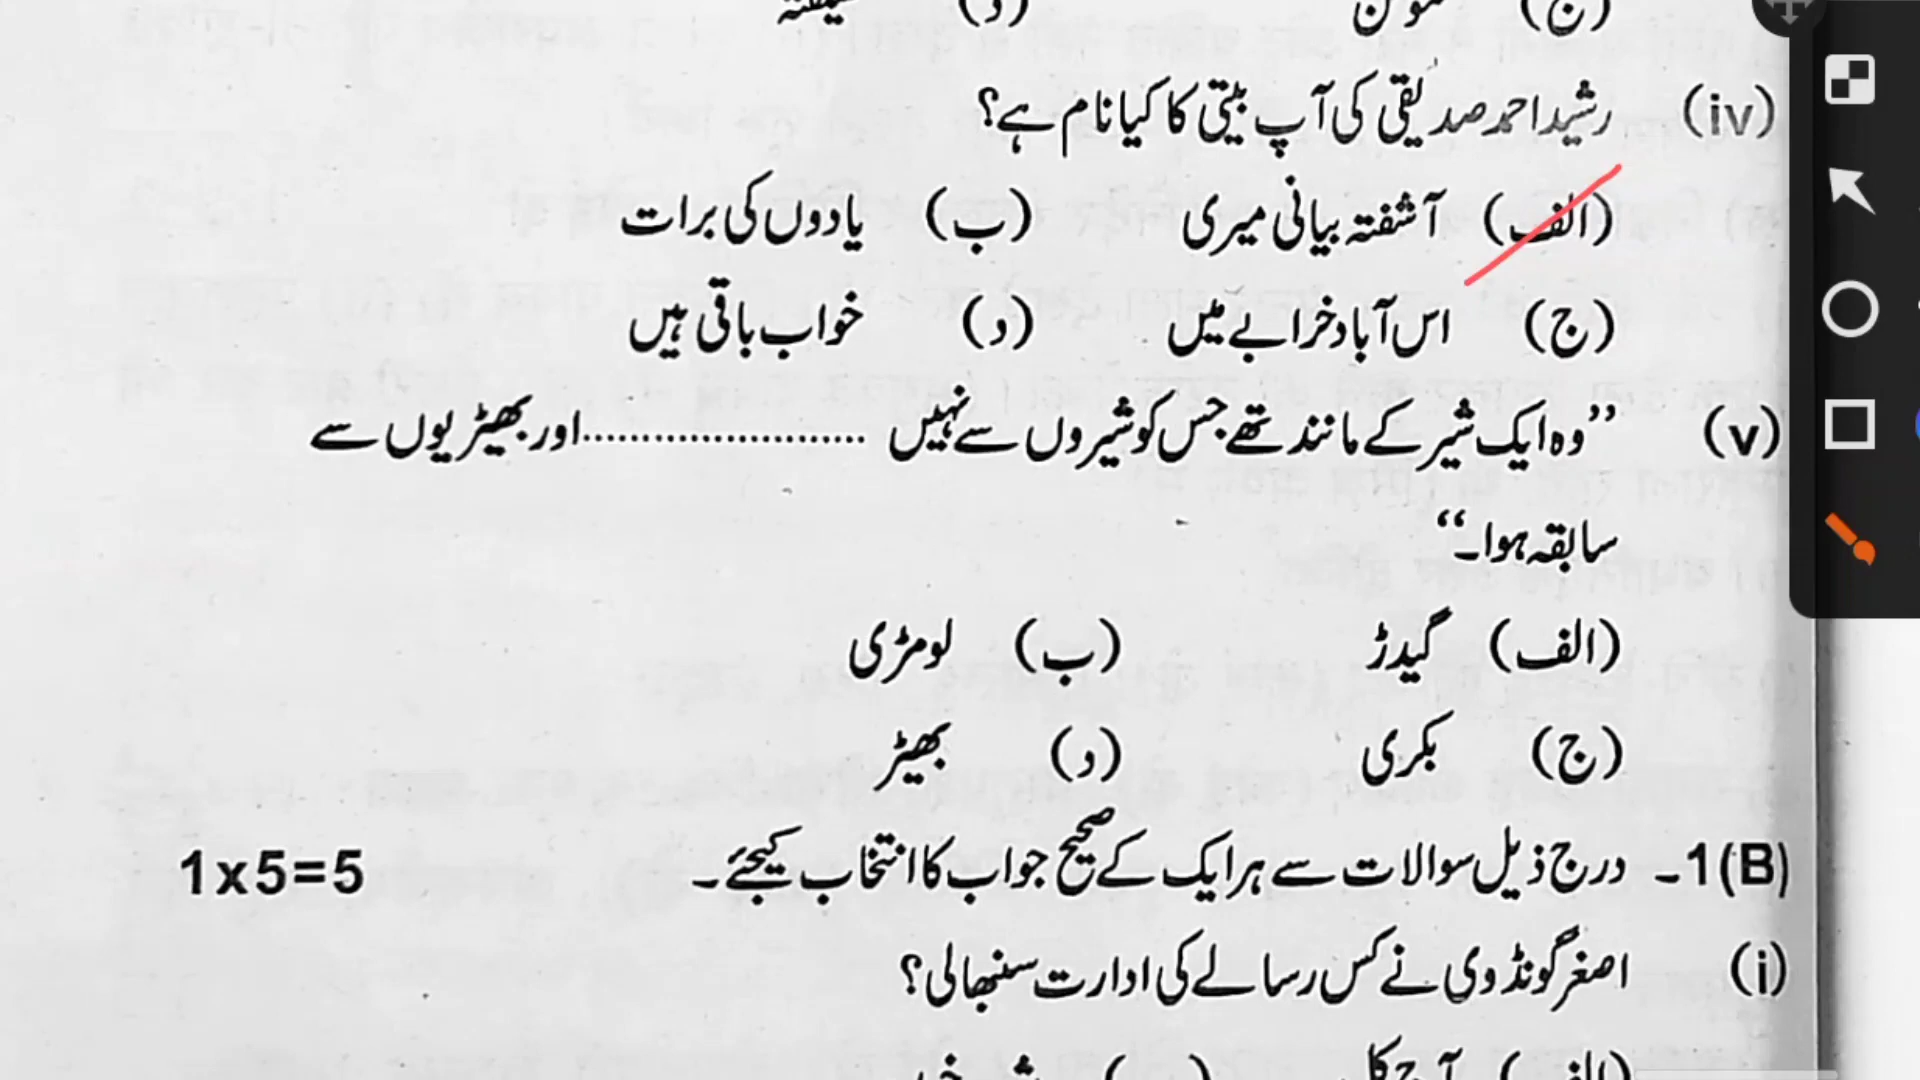 (ج) (د)
(iv) رشید احمد صدیقی کی آپ بیتی کا کیا نام ہے؟
(الف) آشفتہ بیانی میری (ب) یادوں کی برات
(ج) اس آباد خرابے میں (د) خواب باقی ہیں
(v) ’’وہ ایک شیر کے مانند تھے جس کو شیروں سے نہیں ........................ اور بھیڑیوں سے
سابقہ ہوا۔‘‘
(الف) گیدڑ (ب) لومڑی
(ج) بکری (د) بھیڑ
1(B)۔ درج ذیل سوالات سے ہر ایک کے صحیح جواب کا انتخاب کیجئے۔ 1x5=5
(i) اصغر گونڈوی نے کس رسالے کی ادارت سنبھالی؟
(الف) آج کل